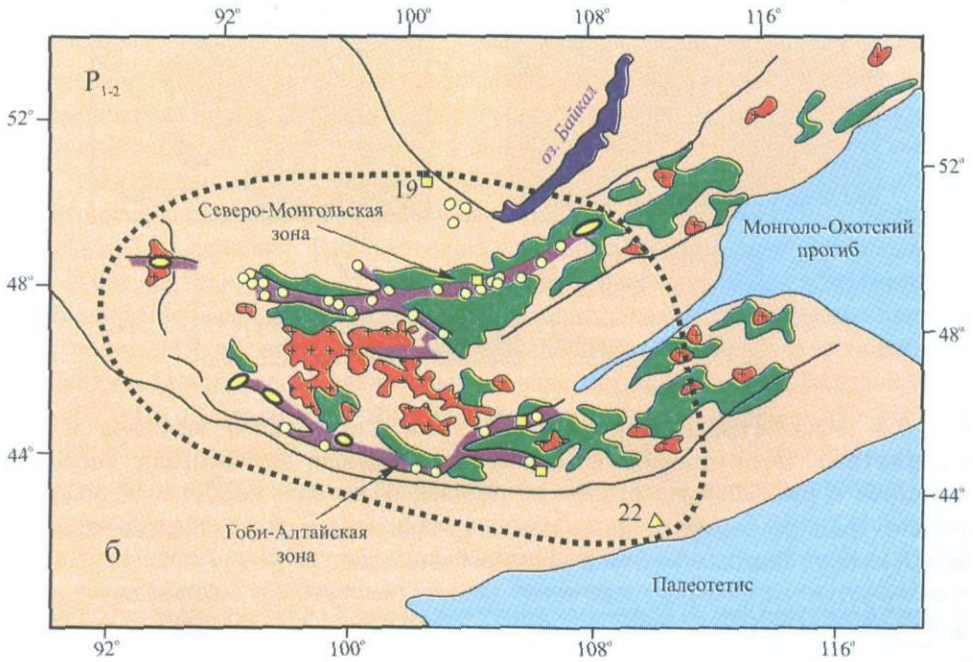 92° 100° 108° 116°
P₁₋₂
52°
оз. Байкал
52°
19
Северо-Монгольская
зона
Монголо-Охотский
прогиб
48°
48°
44°
44°
22
Гоби-Алтайская
зона
б
Палеотетис
92° 100° 108° 116°